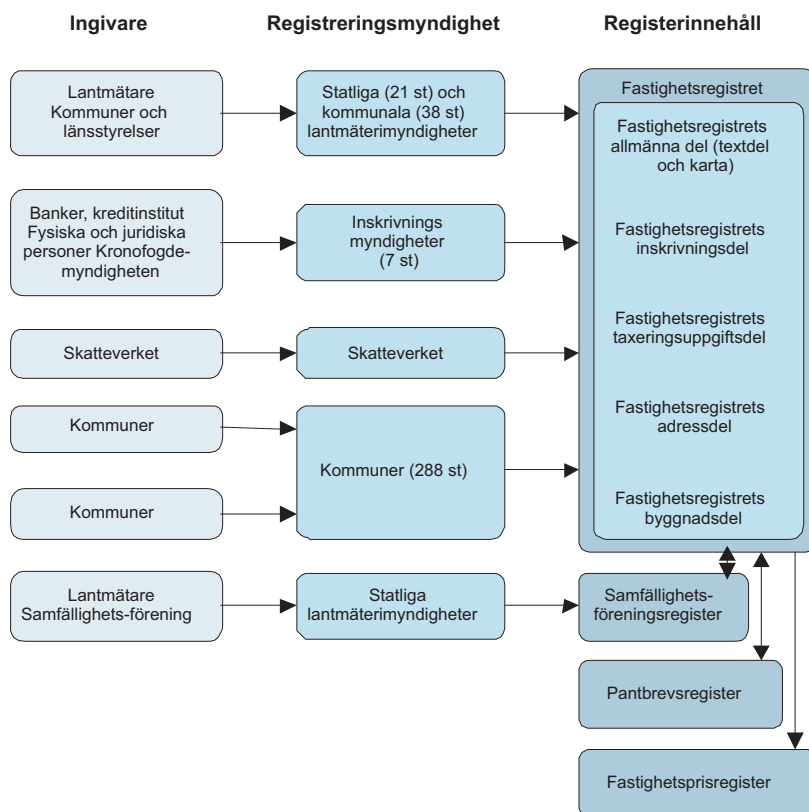 Ingivare
Registreringsmyndighet
Registerinnehåll
Lantmätare
Kommuner och
länsstyrelser
Statliga (21 st) och
kommunala (38 st)
lantmäterimyndigheter
Fastighetsregistret
Fastighetsregistrets
allmänna del (textdel
och karta)
Banker, kreditinstitut
Fysiska och juridiska
personer Kronofogde-
myndigheten
Inskrivnings
myndigheter
(7 st)
Fastighetsregistrets
inskrivningsdel
Skatteverket
Skatteverket
Fastighetsregistrets
taxeringsuppgiftsdel
Kommuner
Kommuner
Kommuner (288 st)
Fastighetsregistrets
adressdel
Fastighetsregistrets
byggnadsdel
Lantmätare
Samfällighets-förening
Statliga
lantmäterimyndigheter
Samfällighets-
föreningsregister
Pantbrevsregister
Fastighetsprisregister